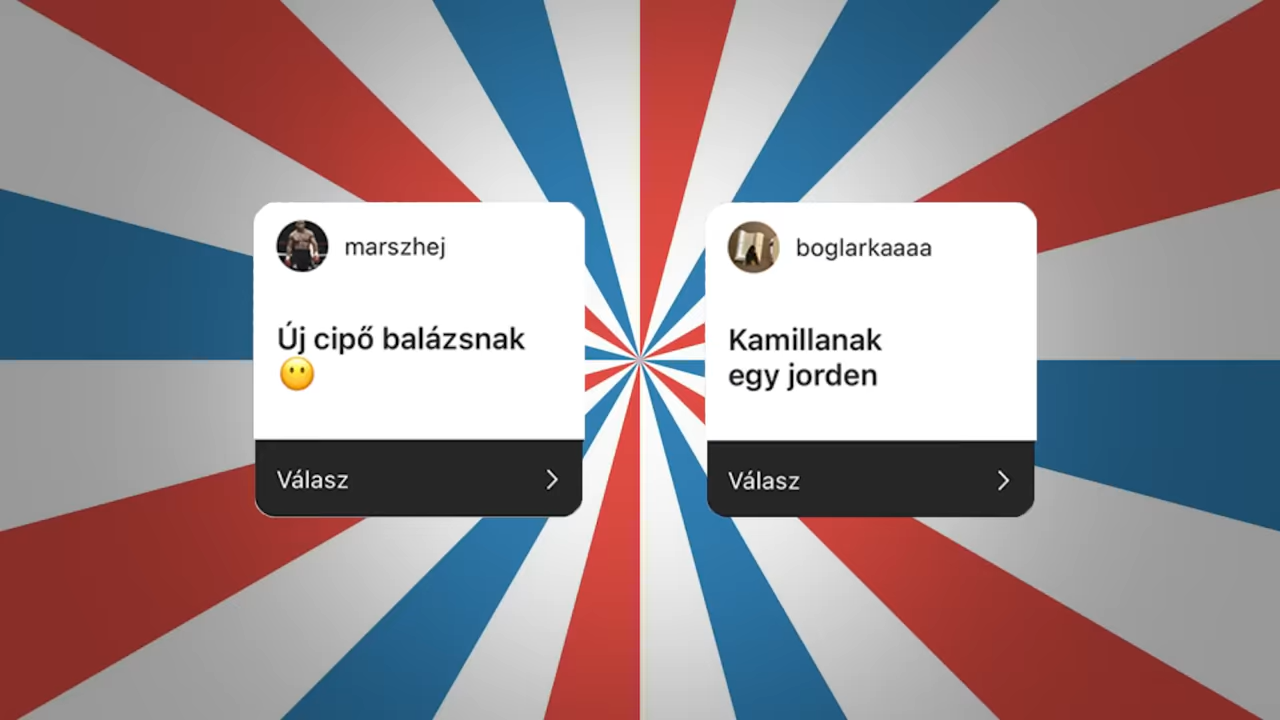 marszhej
Új cipő balázsnak
😶
Válasz
boglarkaaaa
Kamillanak
egy jorden
Válasz